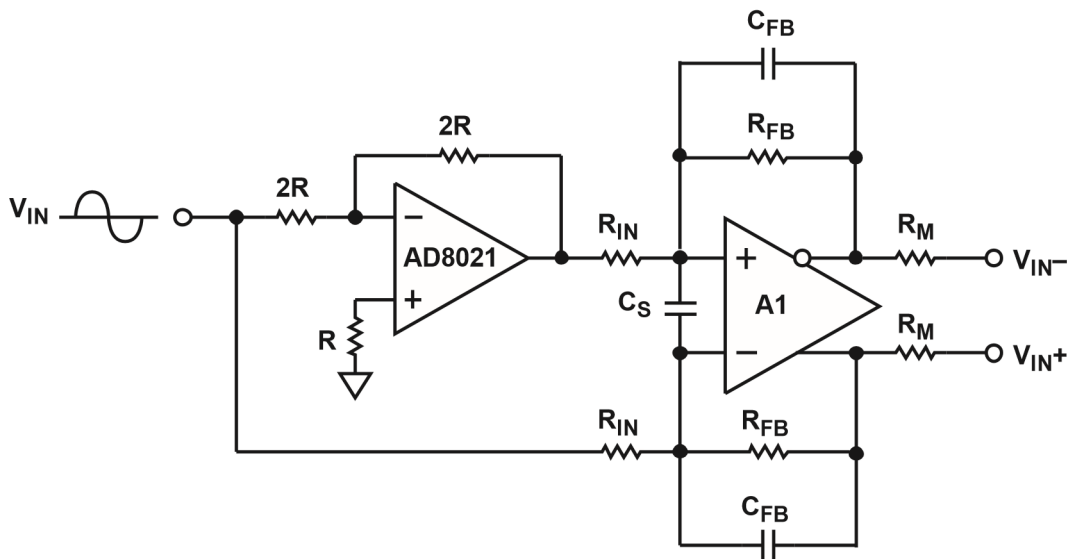 C_FB
R_FB
2R
V_IN
2R
−
AD8021
+
R
R_IN
C_S
+
A1
−
R_M
V_IN−
R_M
V_IN+
R_IN
R_FB
C_FB